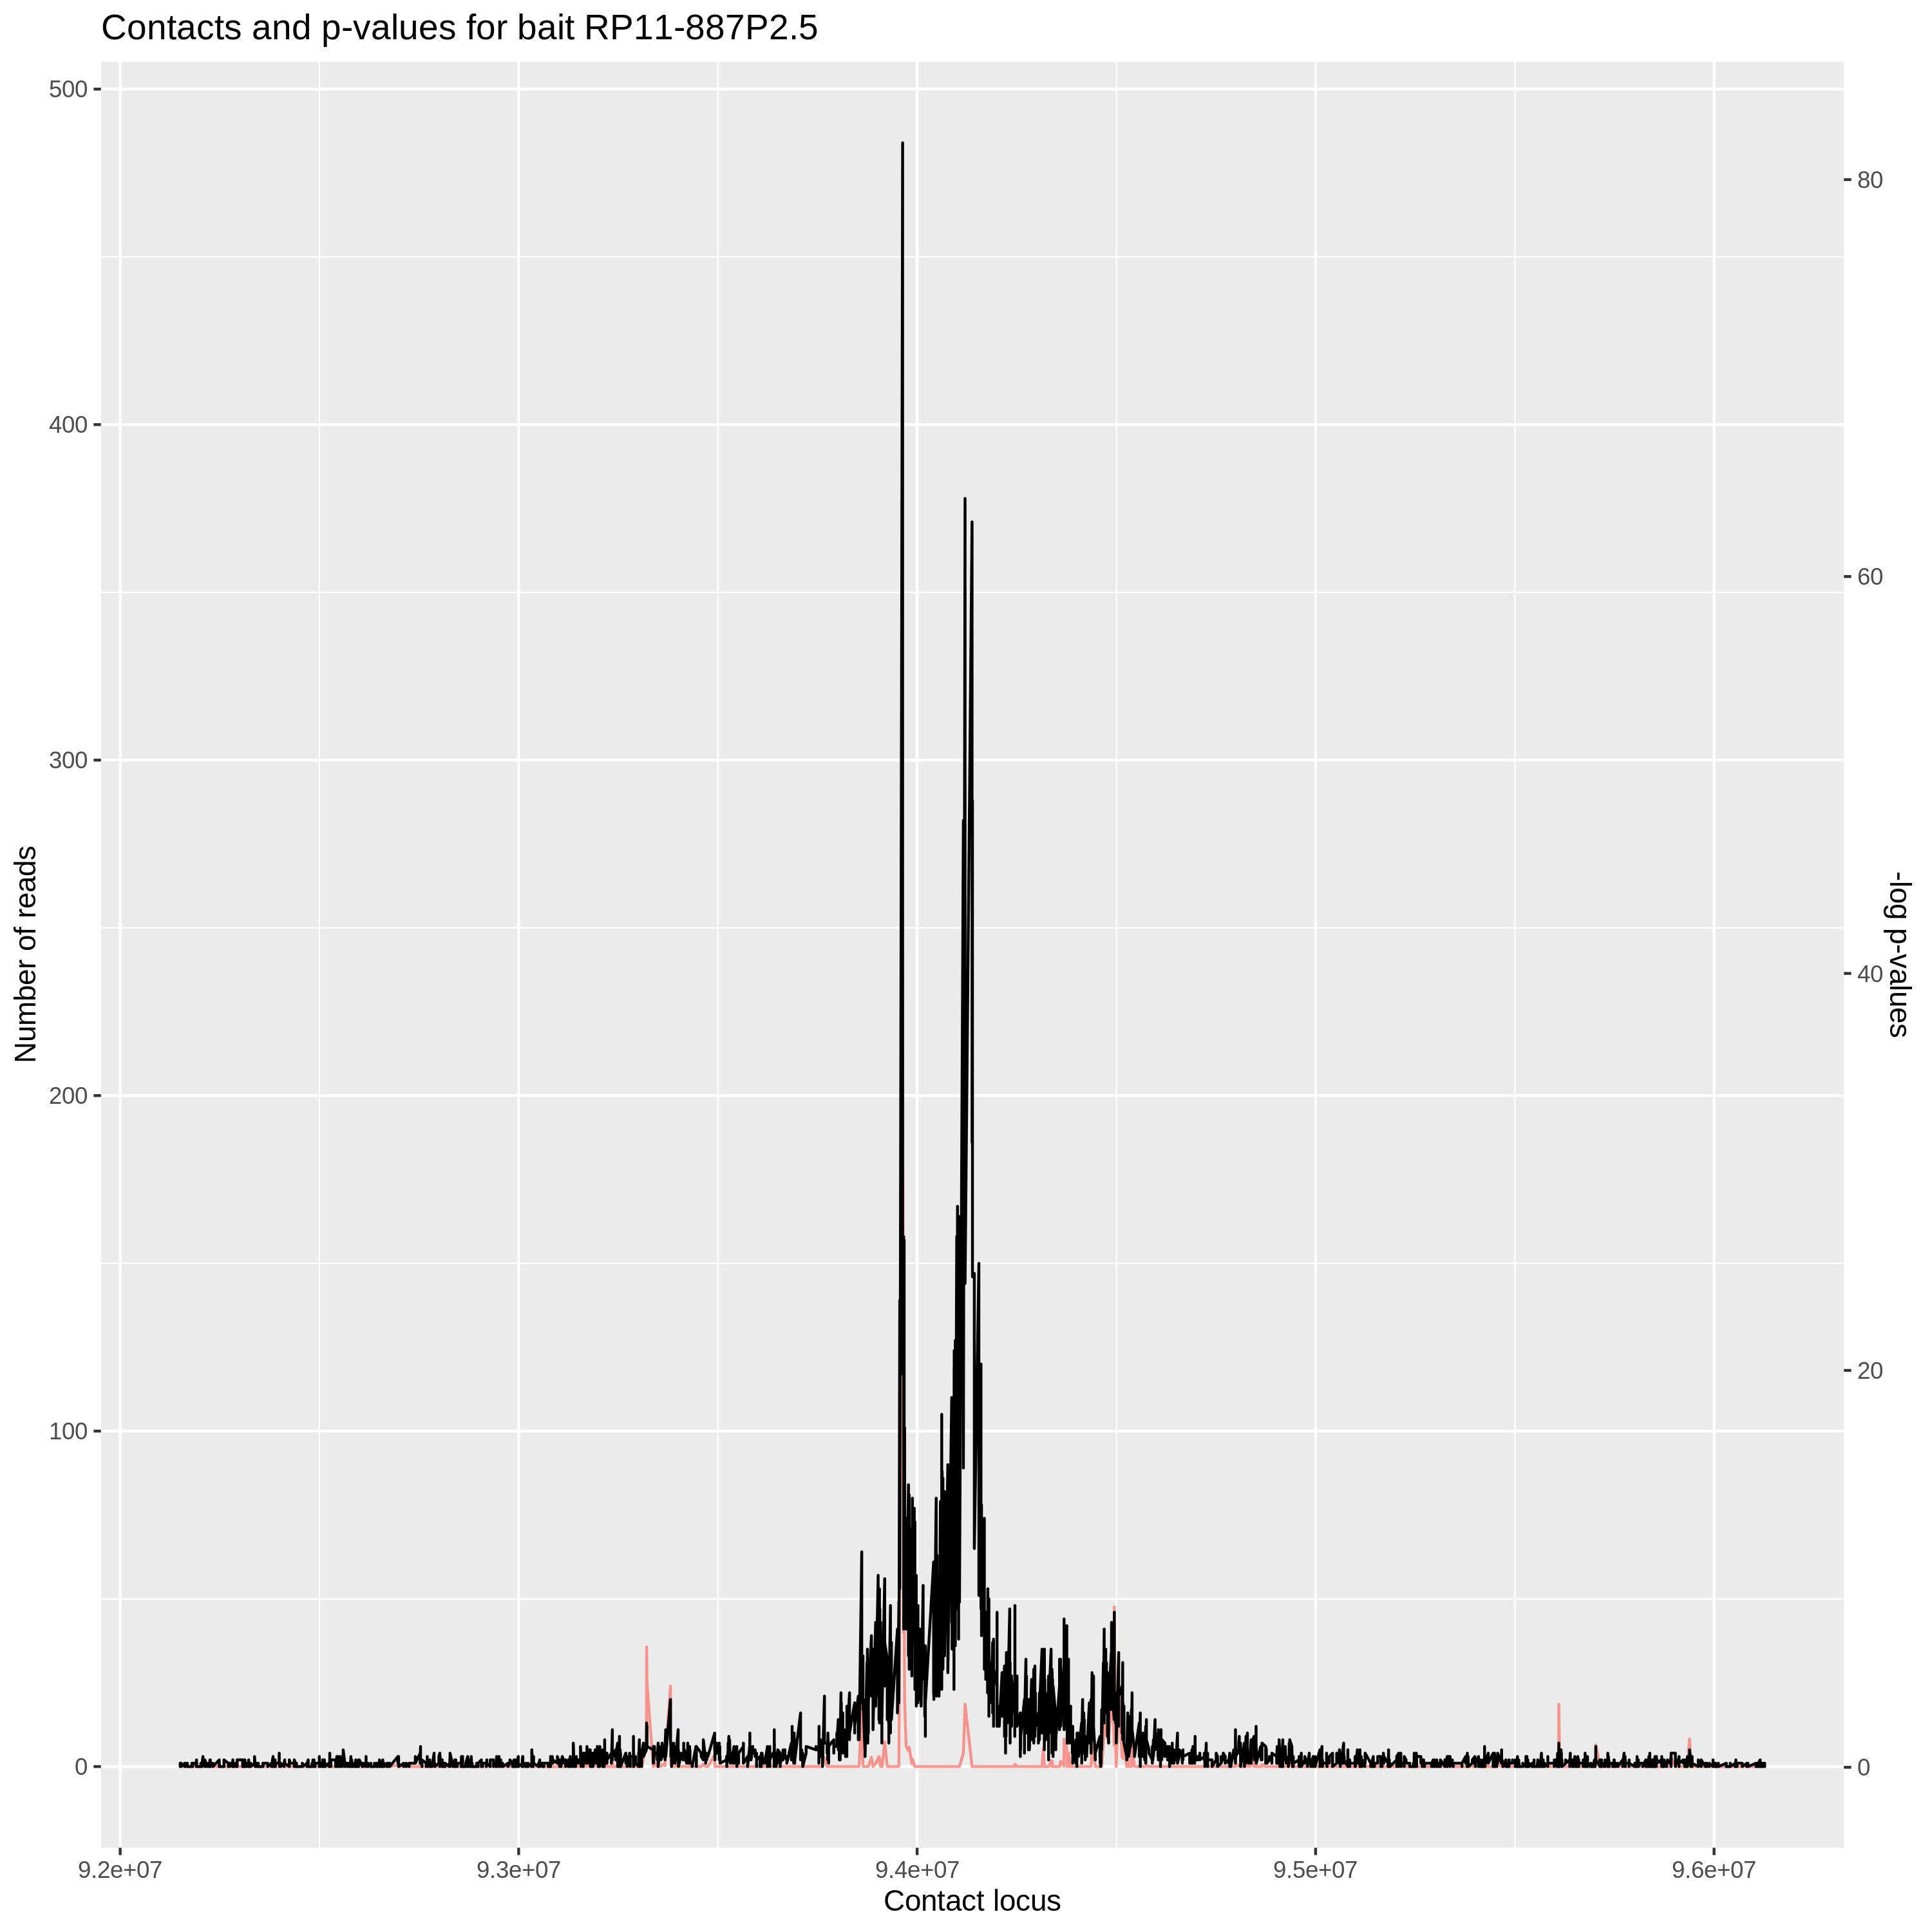 Contacts and p-values for bait RP11-887P2.5
500
400
300
200
100
0
Number of reads
80
60
40
20
0
-log p-values
9.2e+07
9.3e+07
9.4e+07
9.5e+07
9.6e+07
Contact locus